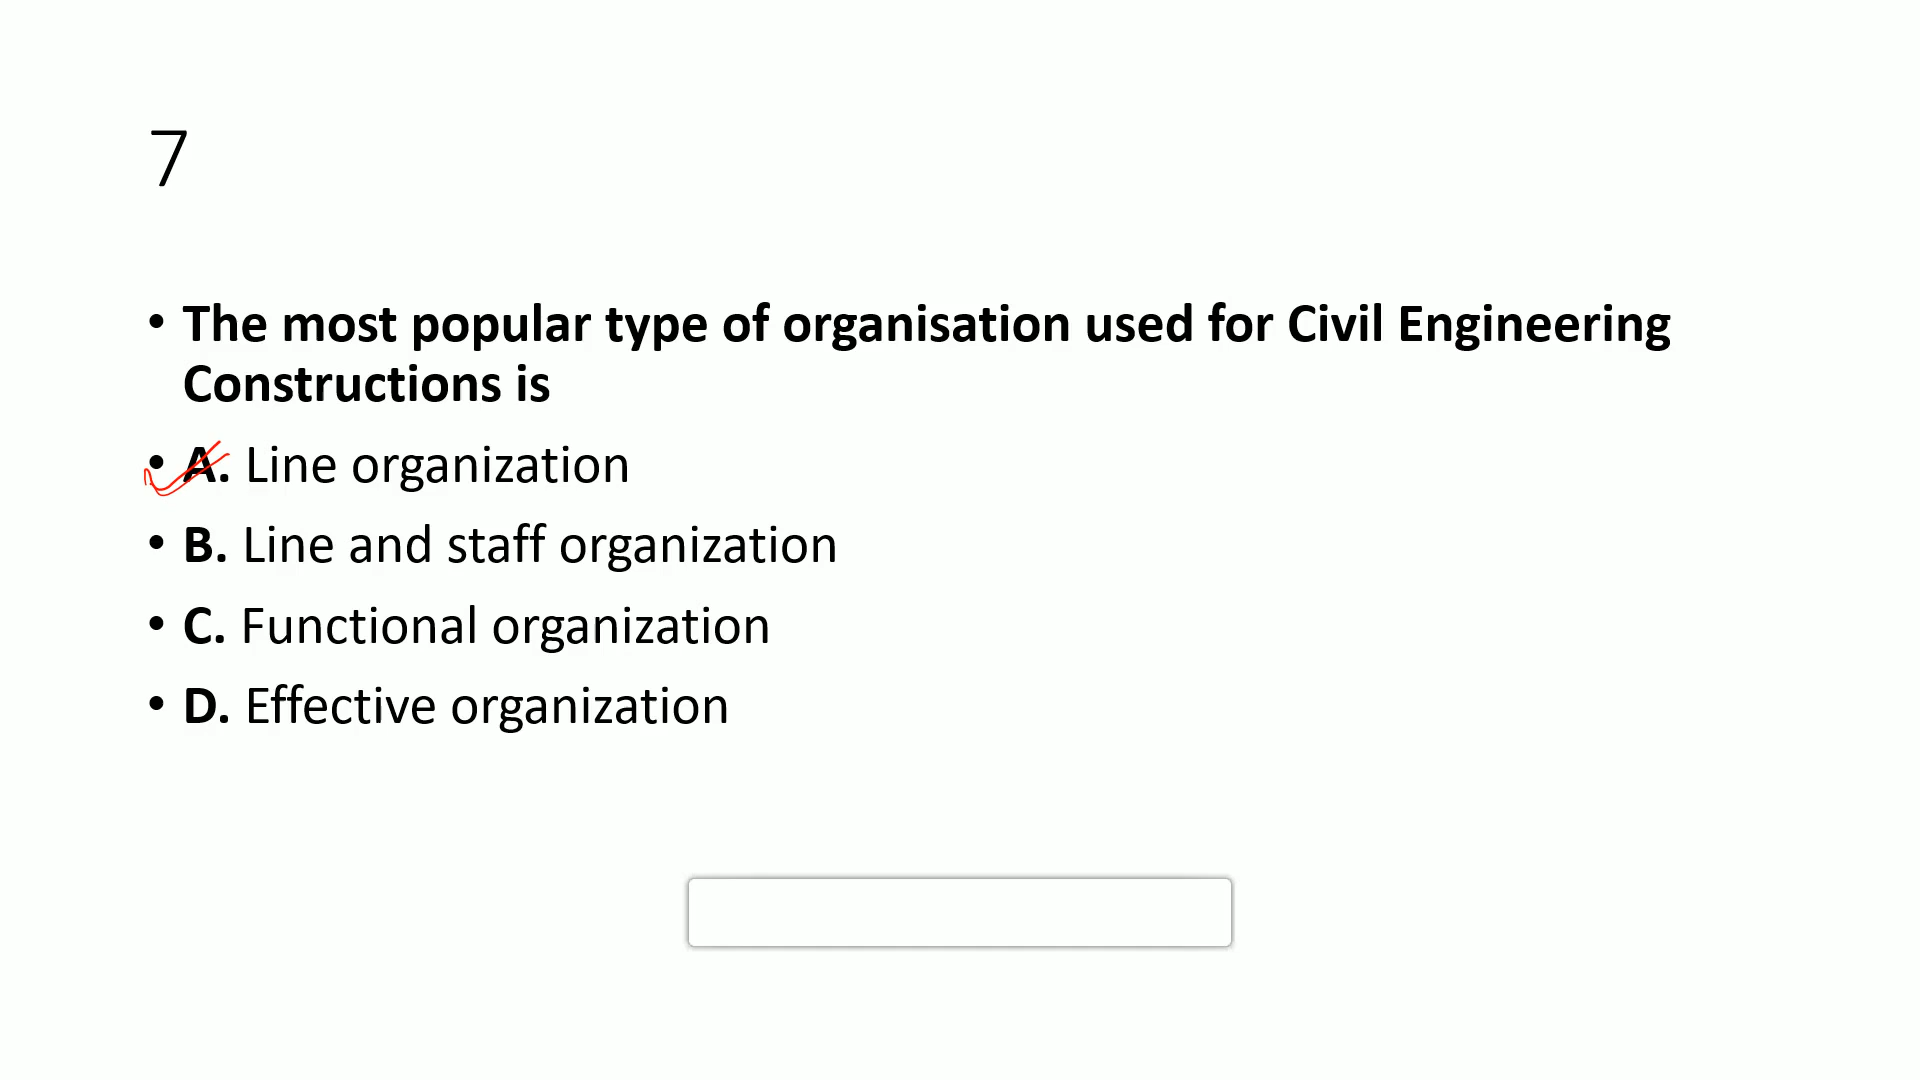 7
• The most popular type of organisation used for Civil Engineering
Constructions is
• A. Line organization
• B. Line and staff organization
• C. Functional organization
• D. Effective organization